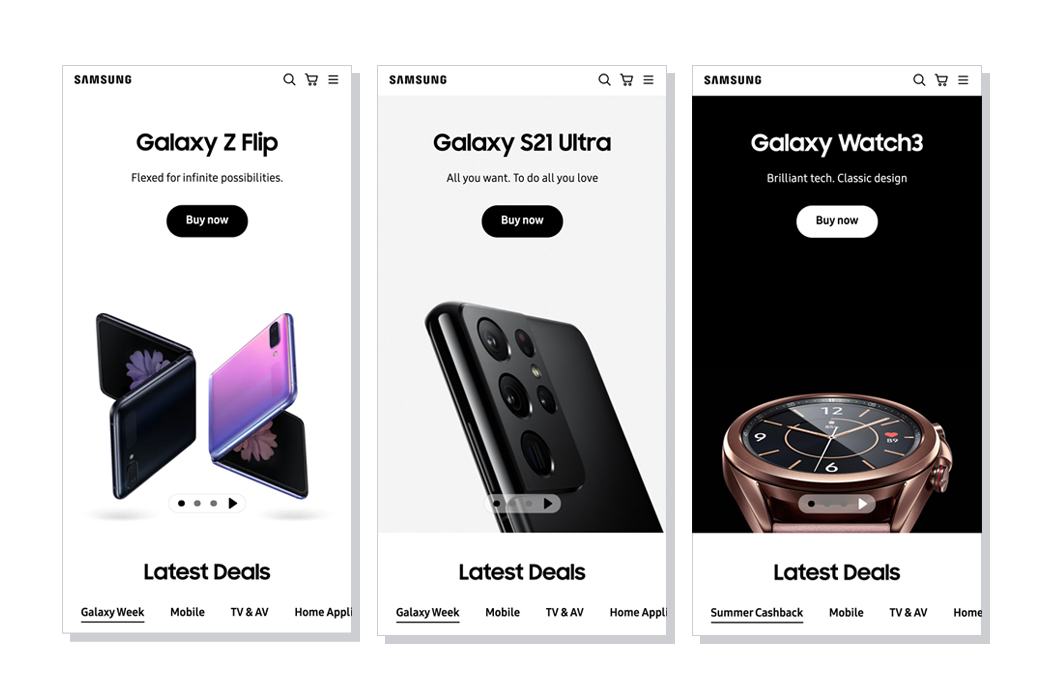 SAMSUNG
Galaxy Z Flip
Flexed for infinite possibilities.
Buy now
Latest Deals
Galaxy Week Mobile TV & AV Home Appli
SAMSUNG
Galaxy S21 Ultra
All you want. To do all you love
Buy now
Latest Deals
Galaxy Week Mobile TV & AV Home Appli
SAMSUNG
Galaxy Watch3
Brilliant tech. Classic design
Buy now
12
9
89
6
Latest Deals
Summer Cashback Mobile TV & AV Home